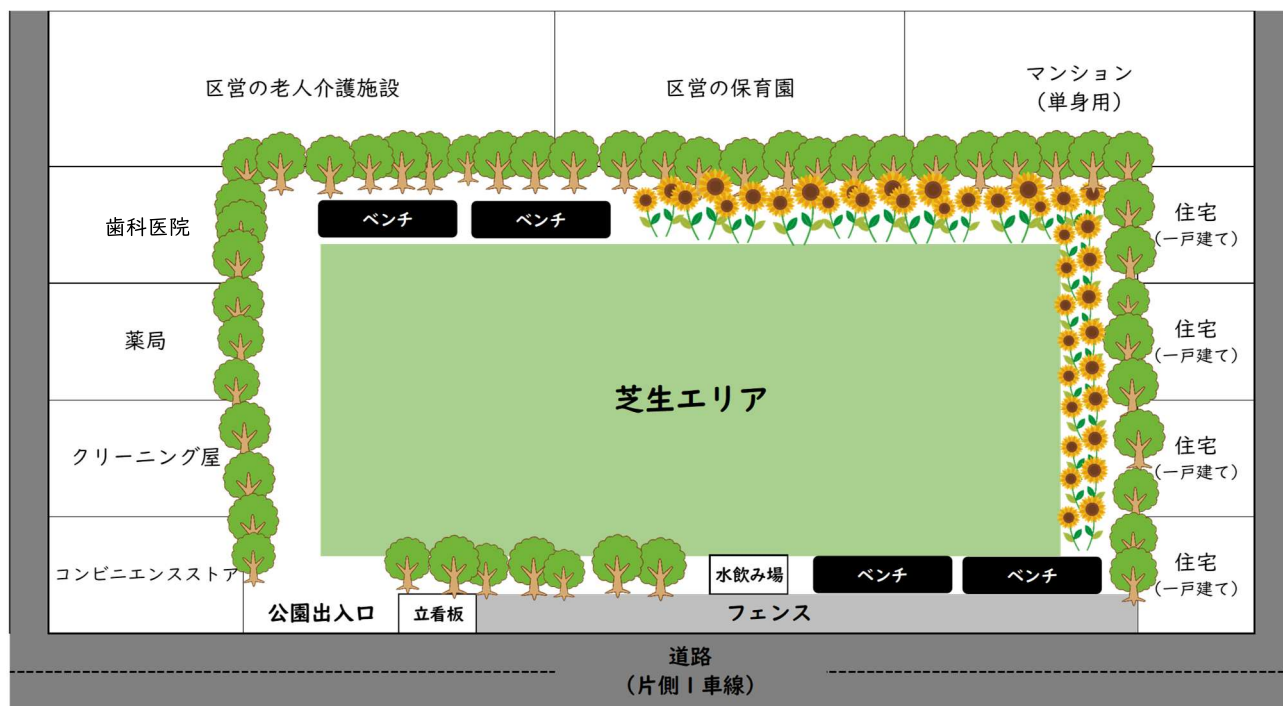 区営の老人介護施設
区営の保育園
マンション
(単身用)
歯科医院
ベンチ
ベンチ
住宅
(一戸建て)
薬局
住宅
(一戸建て)
芝生エリア
クリーニング屋
住宅
(一戸建て)
コンビニエンスストア
水飲み場
ベンチ
ベンチ
住宅
(一戸建て)
公園出入口
立看板
フェンス
道路
(片側1車線)